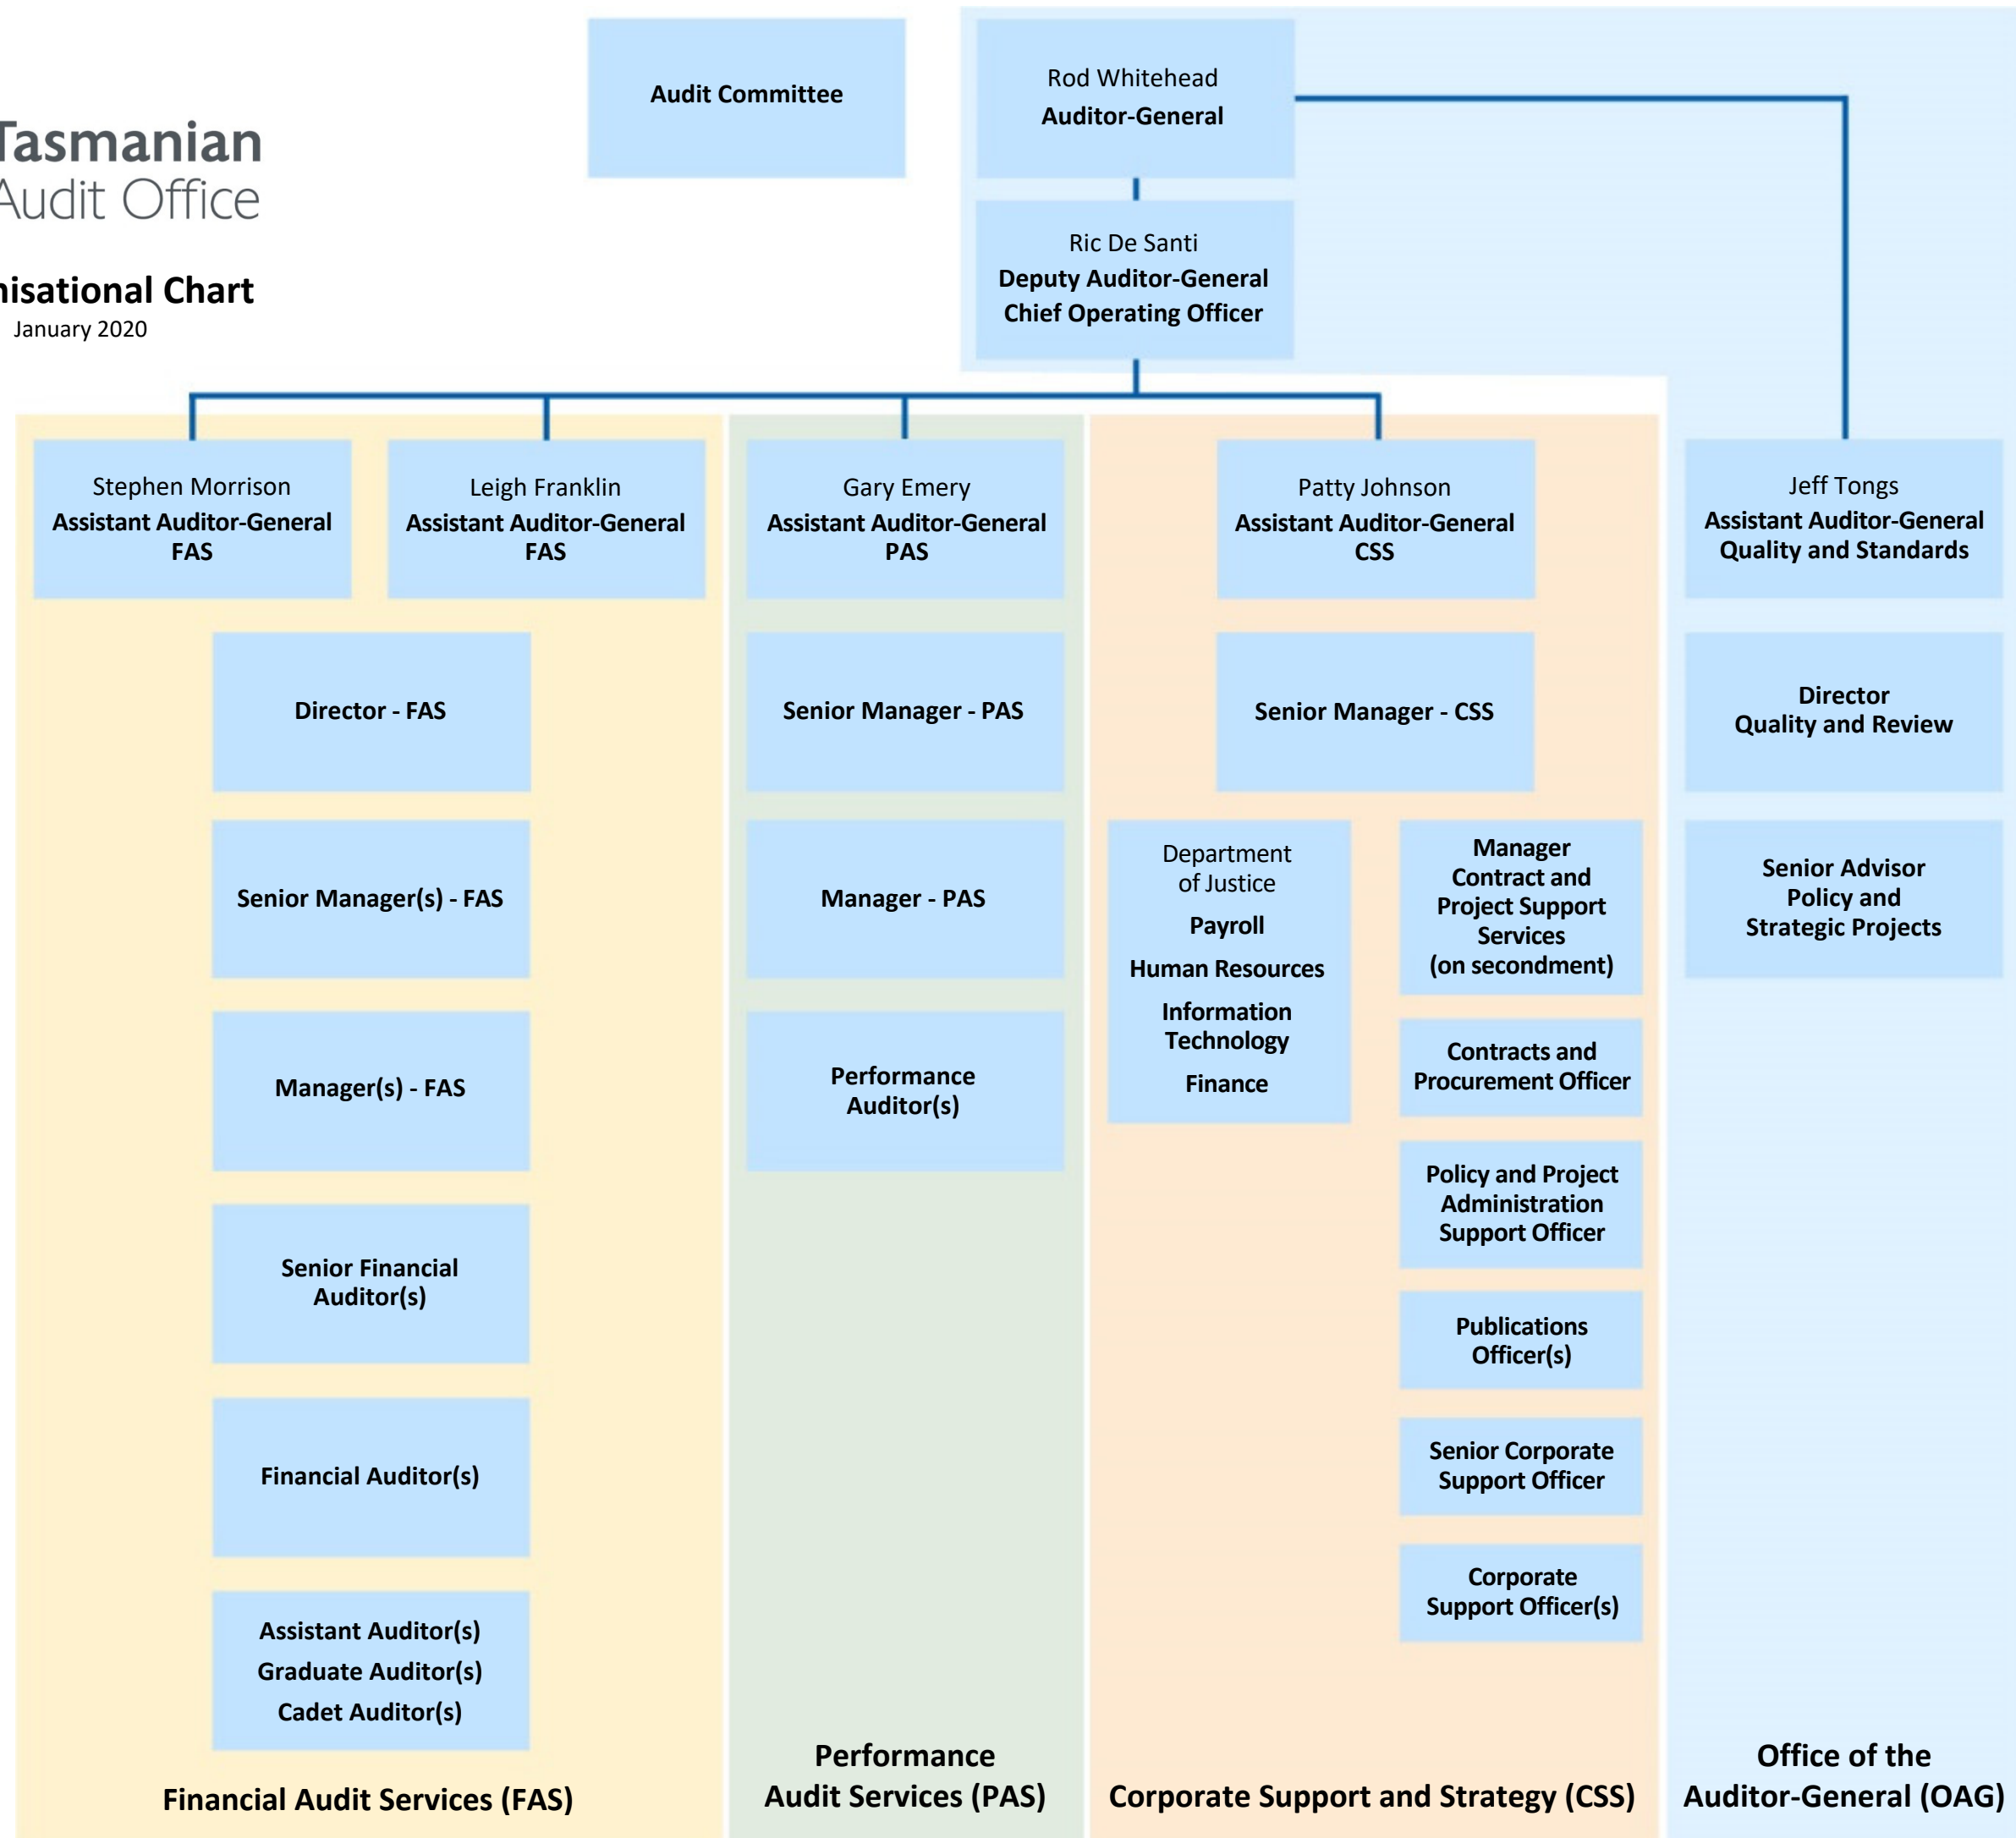 Tasmanian
Audit Office
January 2020
Audit Committee
Rod Whitehead
Auditor-General
Ric De Santi
Deputy Auditor-General
Chief Operating Officer
Stephen Morrison
Assistant Auditor-General
FAS
Leigh Franklin
Assistant Auditor-General
FAS
Gary Emery
Assistant Auditor-General
PAS
Patty Johnson
Assistant Auditor-General
CSS
Jeff Tongs
Assistant Auditor-General
Quality and Standards
Director - FAS
Senior Manager(s) - FAS
Manager(s) - FAS
Senior Financial
Auditor(s)
Financial Auditor(s)
Assistant Auditor(s)
Graduate Auditor(s)
Cadet Auditor(s)
Financial Audit Services (FAS)
Senior Manager - PAS
Manager - PAS
Performance
Auditor(s)
Performance
Audit Services (PAS)
Senior Manager - CSS
Department
of Justice
Payroll
Human Resources
Information
Technology
Finance
Manager
Contract and
Project Support
Services
(on secondment)
Contracts and
Procurement Officer
Policy and Project
Administration
Support Officer
Publications
Officer(s)
Senior Corporate
Support Officer
Corporate
Support Officer(s)
Corporate Support and Strategy (CSS)
Director
Quality and Review
Senior Advisor
Policy and
Strategic Projects
Office of the
Auditor-General (OAG)
nisational Chart